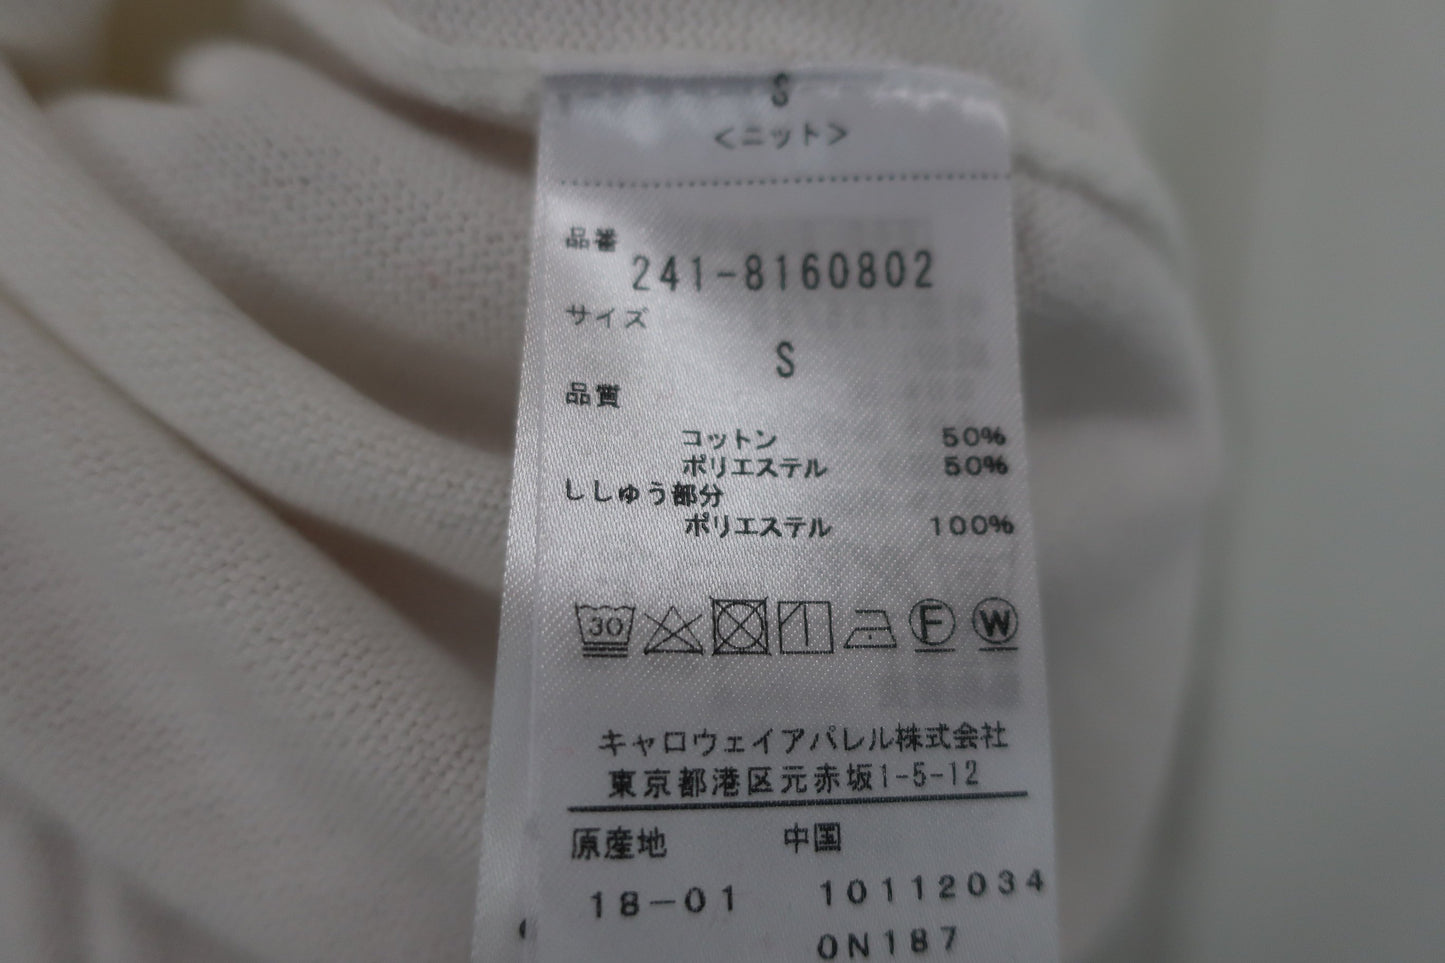 S
<ニット>
品番
241-8160802
サイズ
S
品質
コットン 50%
ポリエステル 50%
ししゅう部分
ポリエステル 100%
30 F W
キャロウェイアパレル株式会社
東京都港区元赤坂1-5-12
原産地 中国
18-01 10112034
0N187